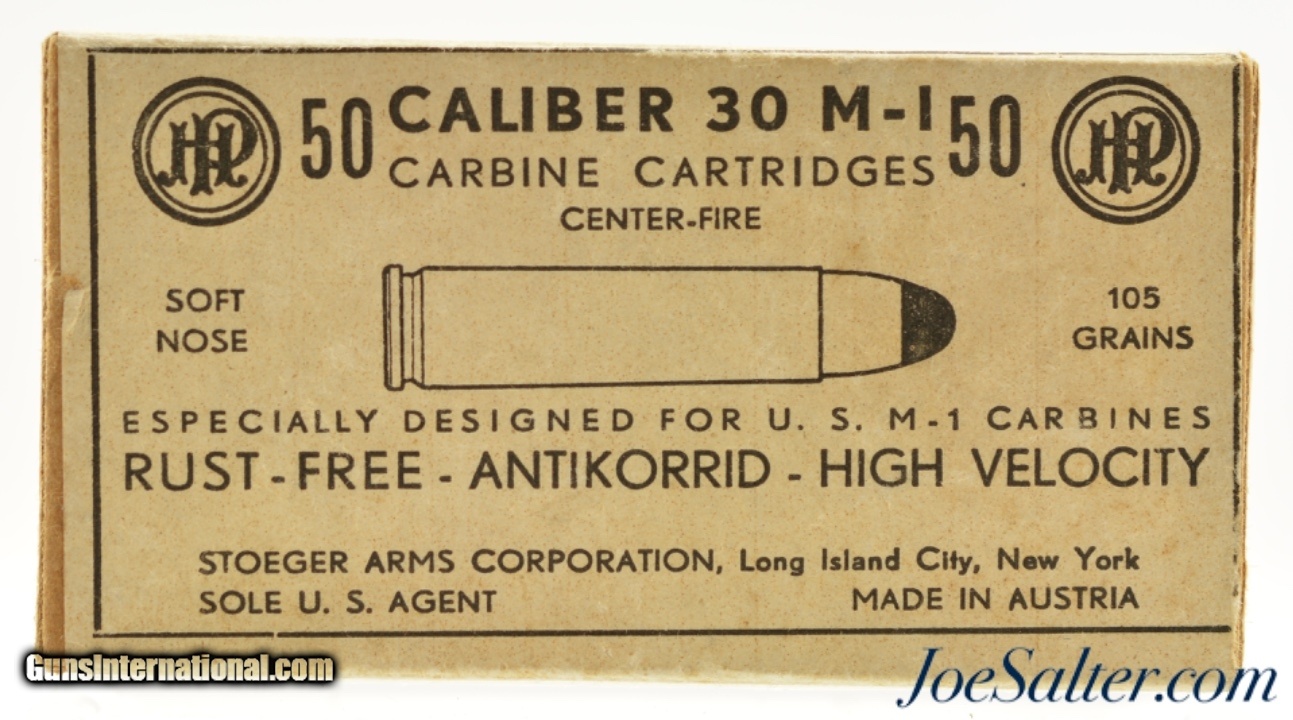 50 CALIBER 30 M-1 50
CARBINE CARTRIDGES
CENTER-FIRE
SOFT
NOSE
105
GRAINS
ESPECIALLY DESIGNED FOR U. S. M-1 CARBINES
RUST-FREE - ANTIKORRID - HIGH VELOCITY
STOEGER ARMS CORPORATION, Long Island City, New York
SOLE U. S. AGENT
MADE IN AUSTRIA
GunsInternational.com
JoeSalter.com